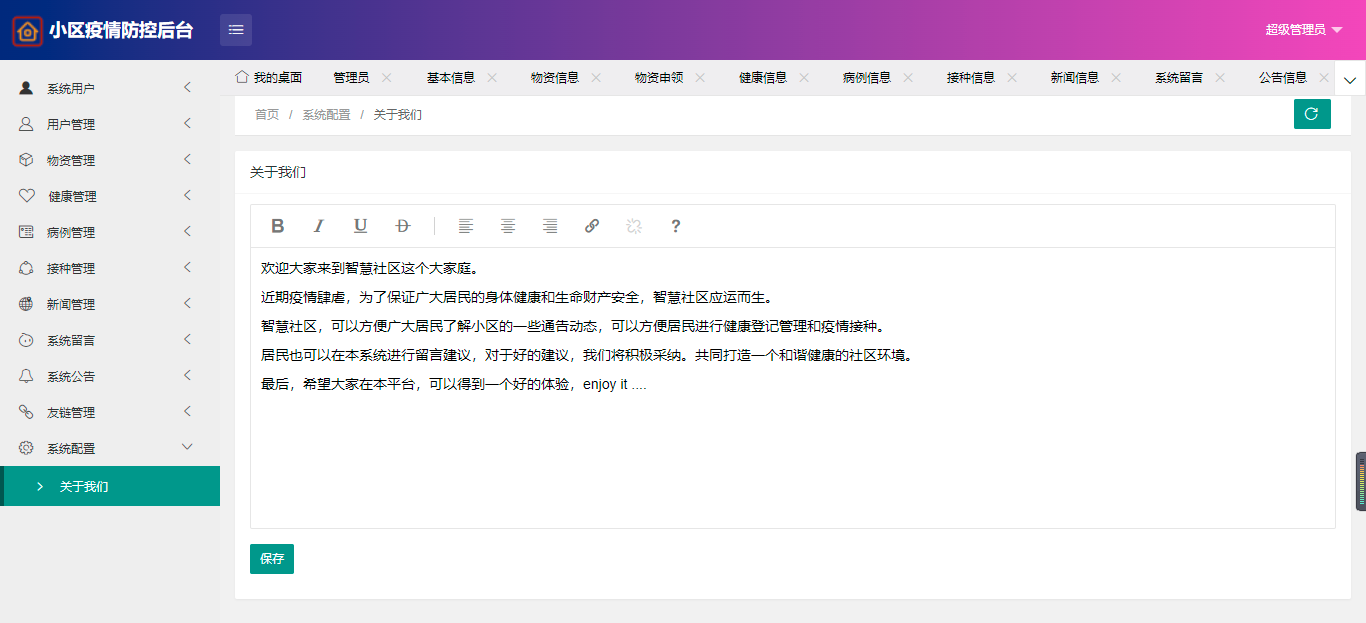 小区疫情防控后台
超级管理员
系统用户
用户管理
物资管理
健康管理
病例管理
接种管理
新闻管理
系统留言
系统公告
友链管理
系统配置
关于我们
我的桌面 管理员 基本信息 物资信息 物资申领 健康信息 病例信息 接种信息 新闻信息 系统留言 公告信息
首页 / 系统配置 / 关于我们
关于我们
B I U D ?
欢迎大家来到智慧社区这个大家庭。
近期疫情肆虐，为了保证广大居民的身体健康和生命财产安全，智慧社区应运而生。
智慧社区，可以方便广大居民了解小区的一些通告动态，可以方便居民进行健康登记管理和疫情接种。
居民也可以在本系统进行留言建议，对于好的建议，我们将积极采纳。共同打造一个和谐健康的社区环境。
最后，希望大家在本平台，可以得到一个好的体验，enjoy it ....
保存